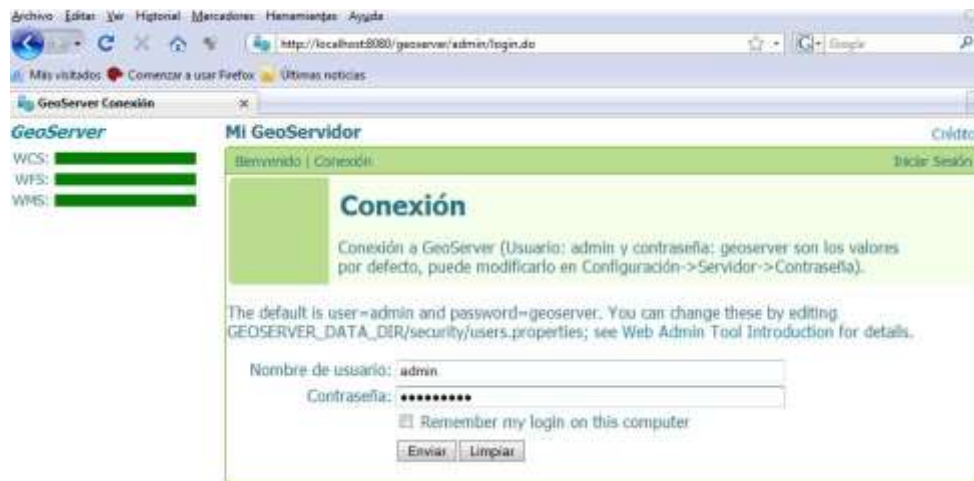 Archivo Editar Ver Historial Marcadores Herramientas Ayuda
http://localhost:8080/geoserver/admin/login.do
Google
Más visitados Comenzar a usar Firefox Últimas noticias
GeoServer Conexión
GeoServer
Mi GeoServidor
Crédito
WCS:
WFS:
WMS:
Benvenido | Conexión
Iniciar Sesión
Conexión
Conexión a GeoServer (Usuario: admin y contraseña: geoserver son los valores
por defecto, puede modificarlo en Configuración->Servidor->Contraseña).
The default is user=admin and password=geoserver. You can change these by editing
GEOSERVER_DATA_DIR/security/users.properties; see Web Admin Tool Introduction for details.
Nombre de usuario: admin
Contraseña: •••••••••
Remember my login on this computer
Enviar Limpiar